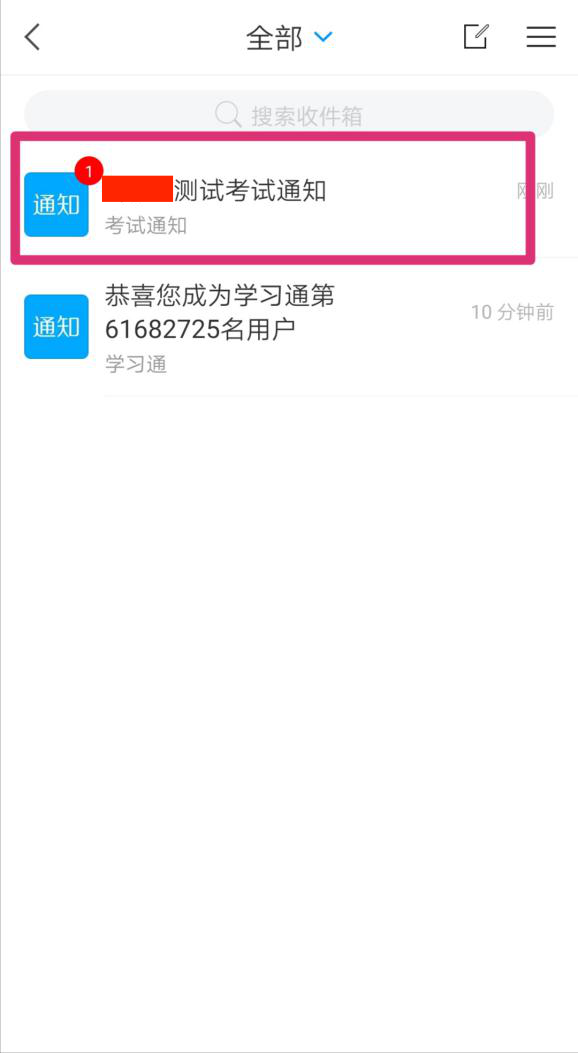 全部
搜索收件箱
1
通知
测试考试通知
刚刚
考试通知
通知
恭喜您成为学习通第
61682725名用户
10 分钟前
学习通